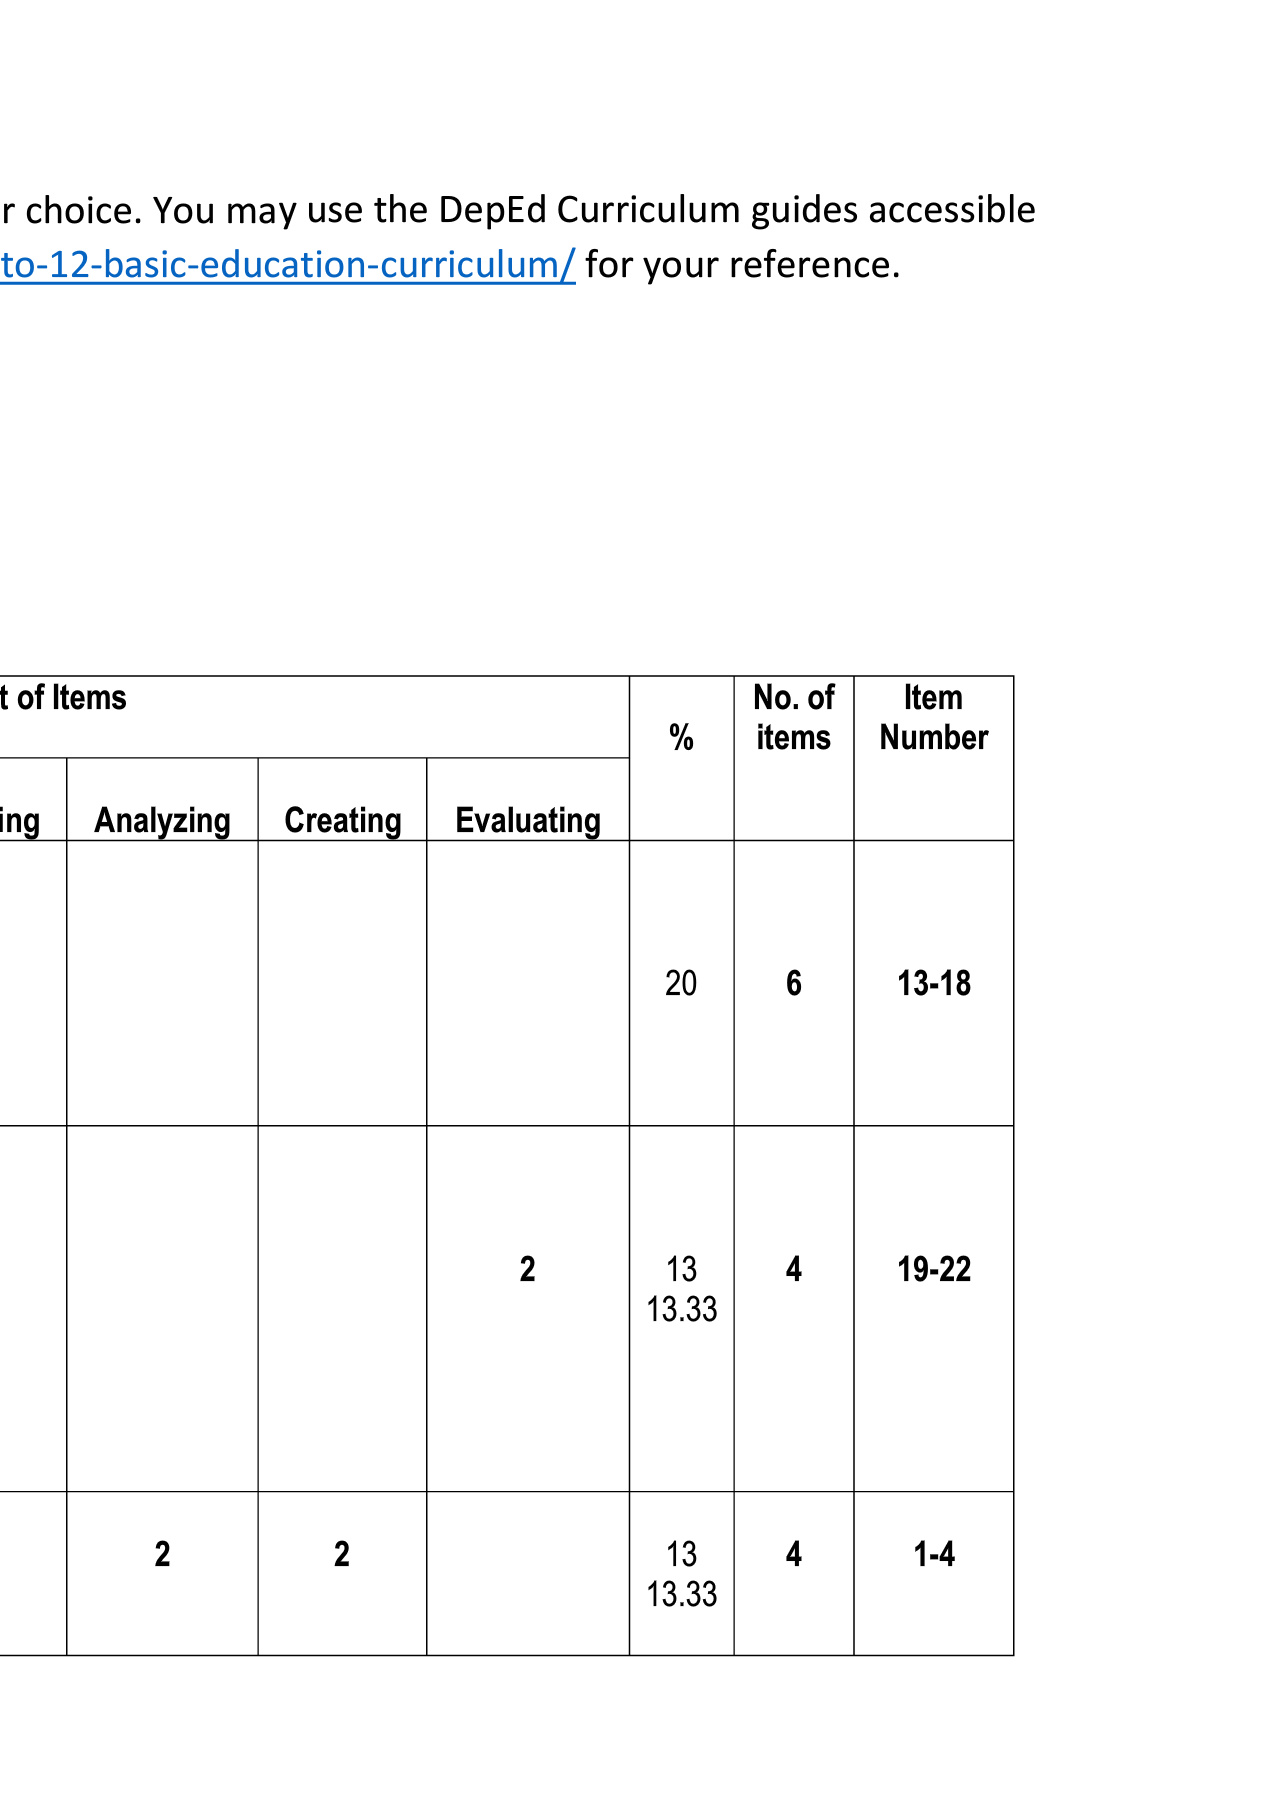 r choice. You may use the DepEd Curriculum guides accessible
to-12-basic-education-curriculum/ for your reference.
t of Items
%
No. of items
Item Number
ing
Analyzing
Creating
Evaluating
20
6
13-18
2
13
13.33
4
19-22
2
2
13
13.33
4
1-4